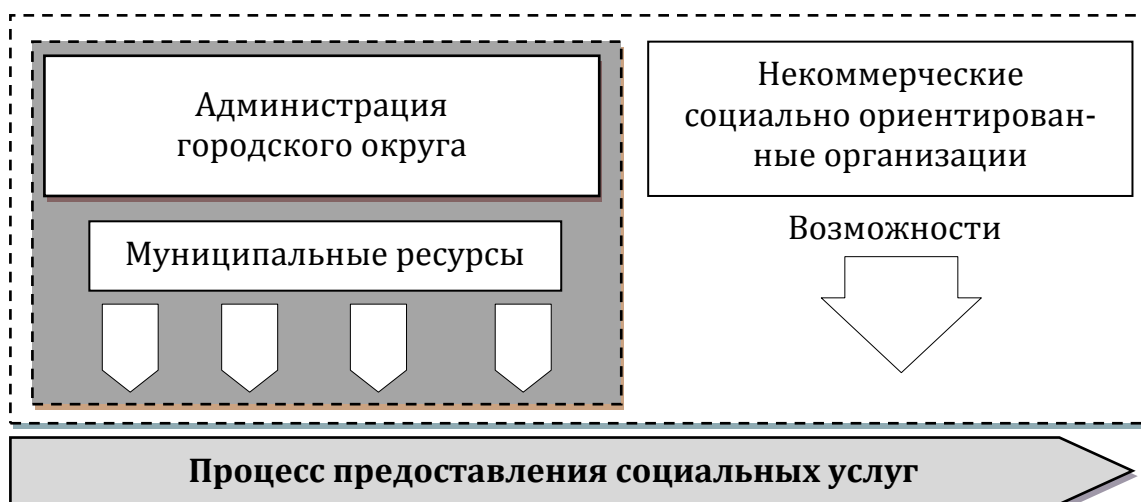 Администрация
городского округа
Муниципальные ресурсы
Некоммерческие
социально ориентирован-
ные организации
Возможности
Процесс предоставления социальных услуг